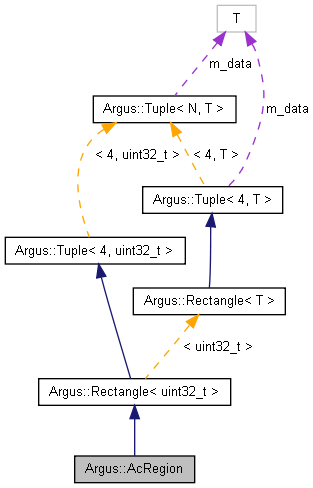 T
m_data
Argus::Tuple< N, T >
m_data
< 4, uint32_t >
< 4, T >
Argus::Tuple< 4, T >
Argus::Tuple< 4, uint32_t >
Argus::Rectangle< T >
< uint32_t >
Argus::Rectangle< uint32_t >
Argus::AcRegion